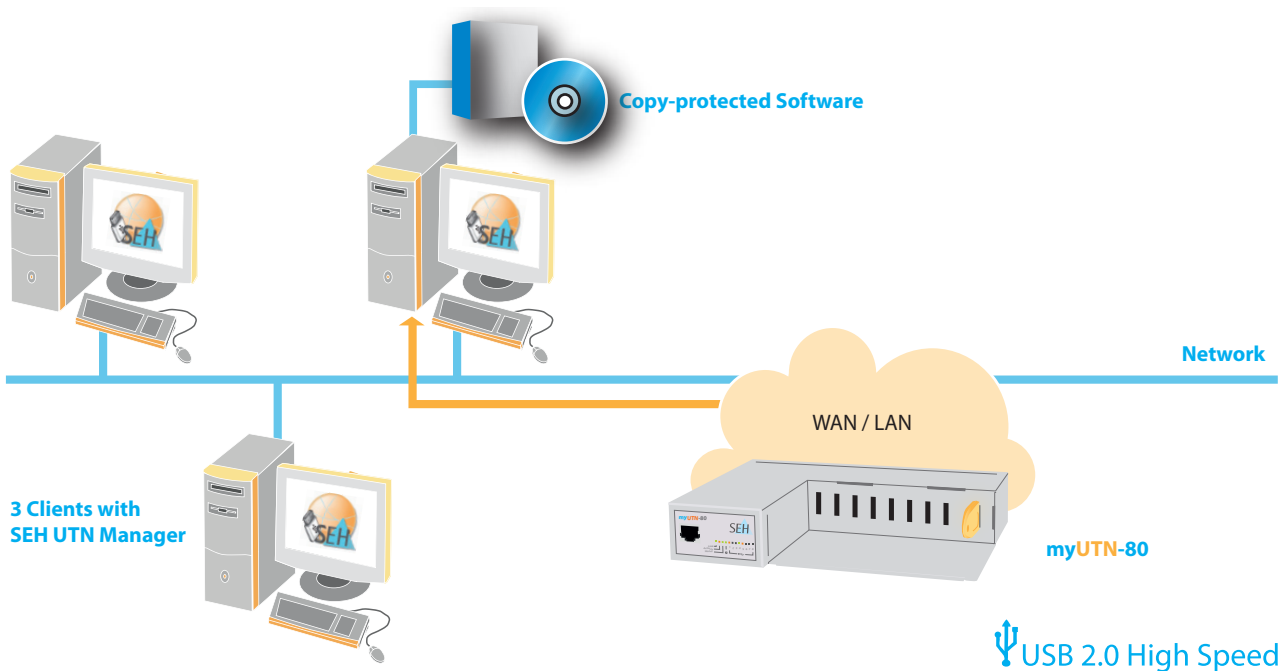 Copy-protected Software
SEH
SEH
Network
WAN / LAN
3 Clients with
SEH UTN Manager
SEH
myUTN-80
SEH
myUTN-80
USB 2.0 High Speed